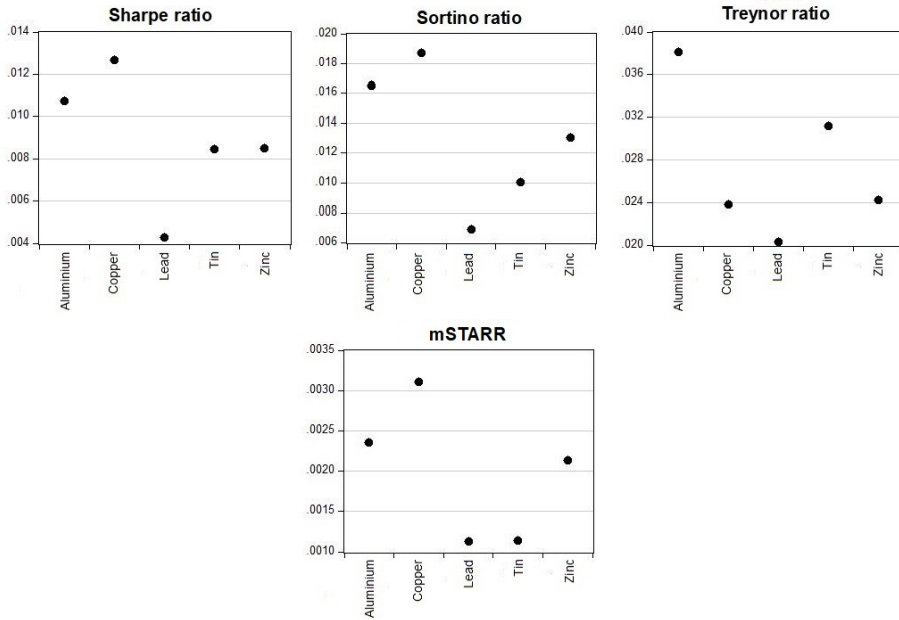 Sharpe ratio
.014
.012
.010
.008
.006
.004
Aluminium
Copper
Lead
Tin
Zinc
Sortino ratio
.020
.018
.016
.014
.012
.010
.008
.006
Aluminium
Copper
Lead
Tin
Zinc
Treynor ratio
.040
.036
.032
.028
.024
.020
Aluminium
Copper
Lead
Tin
Zinc
mSTARR
.0035
.0030
.0025
.0020
.0015
.0010
Aluminium
Copper
Lead
Tin
Zinc